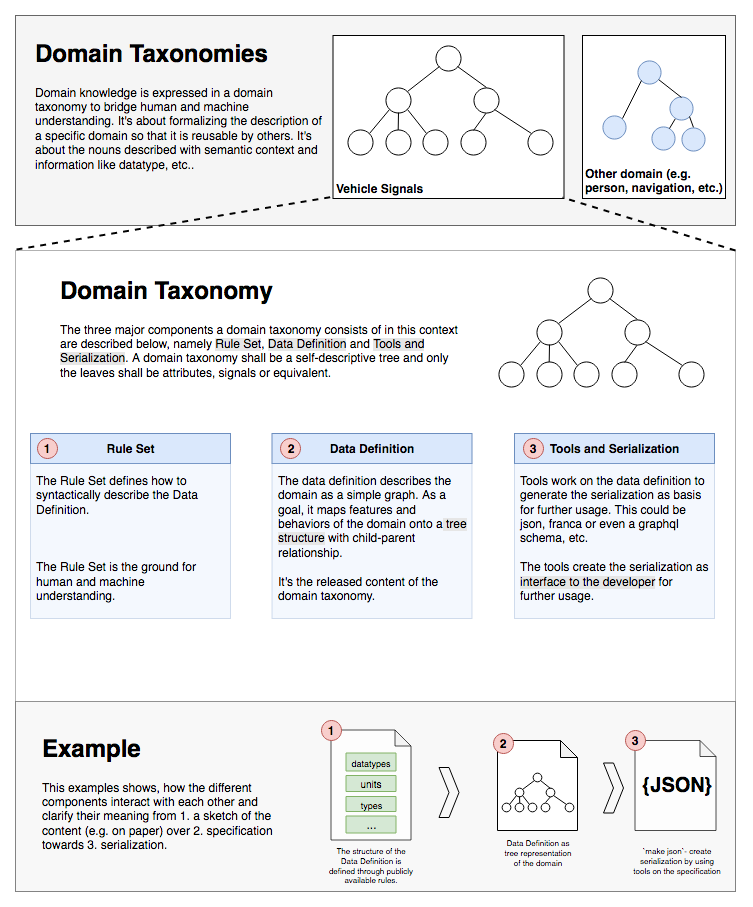 Domain Taxonomies
Domain knowledge is expressed in a domain
taxonomy to bridge human and machine
understanding. It's about formalizing the description of
a specific domain so that it is reusable by others. It's
about the nouns described with semantic context and
information like datatype, etc..
Vehicle Signals
Other domain (e.g.
person, navigation, etc.)
Domain Taxonomy
The three major components a domain taxonomy consists of in this context
are described below, namely Rule Set, Data Definition and Tools and
Serialization. A domain taxonomy shall be a self-descriptive tree and only
the leaves shall be attributes, signals or equivalent.
1 Rule Set
The Rule Set defines how to
syntactically describe the Data
Definition.
The Rule Set is the ground for
human and machine
understanding.
2 Data Definition
The data definition describes the
domain as a simple graph. As a
goal, it maps features and
behaviors of the domain onto a tree
structure with child-parent
relationship.
It's the released content of the
domain taxonomy.
3 Tools and Serialization
Tools work on the data definition to
generate the serialization as basis
for further usage. This could be
json, franca or even a graphql
schema, etc.
The tools create the serialization as
interface to the developer for
further usage.
Example
This examples shows, how the different
components interact with each other and
clarify their meaning from 1. a sketch of the
content (e.g. on paper) over 2. specification
towards 3. serialization.
1
datatypes
units
types
...
The structure of the
Data Definition is
defined through publicly
available rules.
2
Data Definition as
tree representation
of the domain
3
{JSON}
`make json`- create
serialization by using
tools on the specification